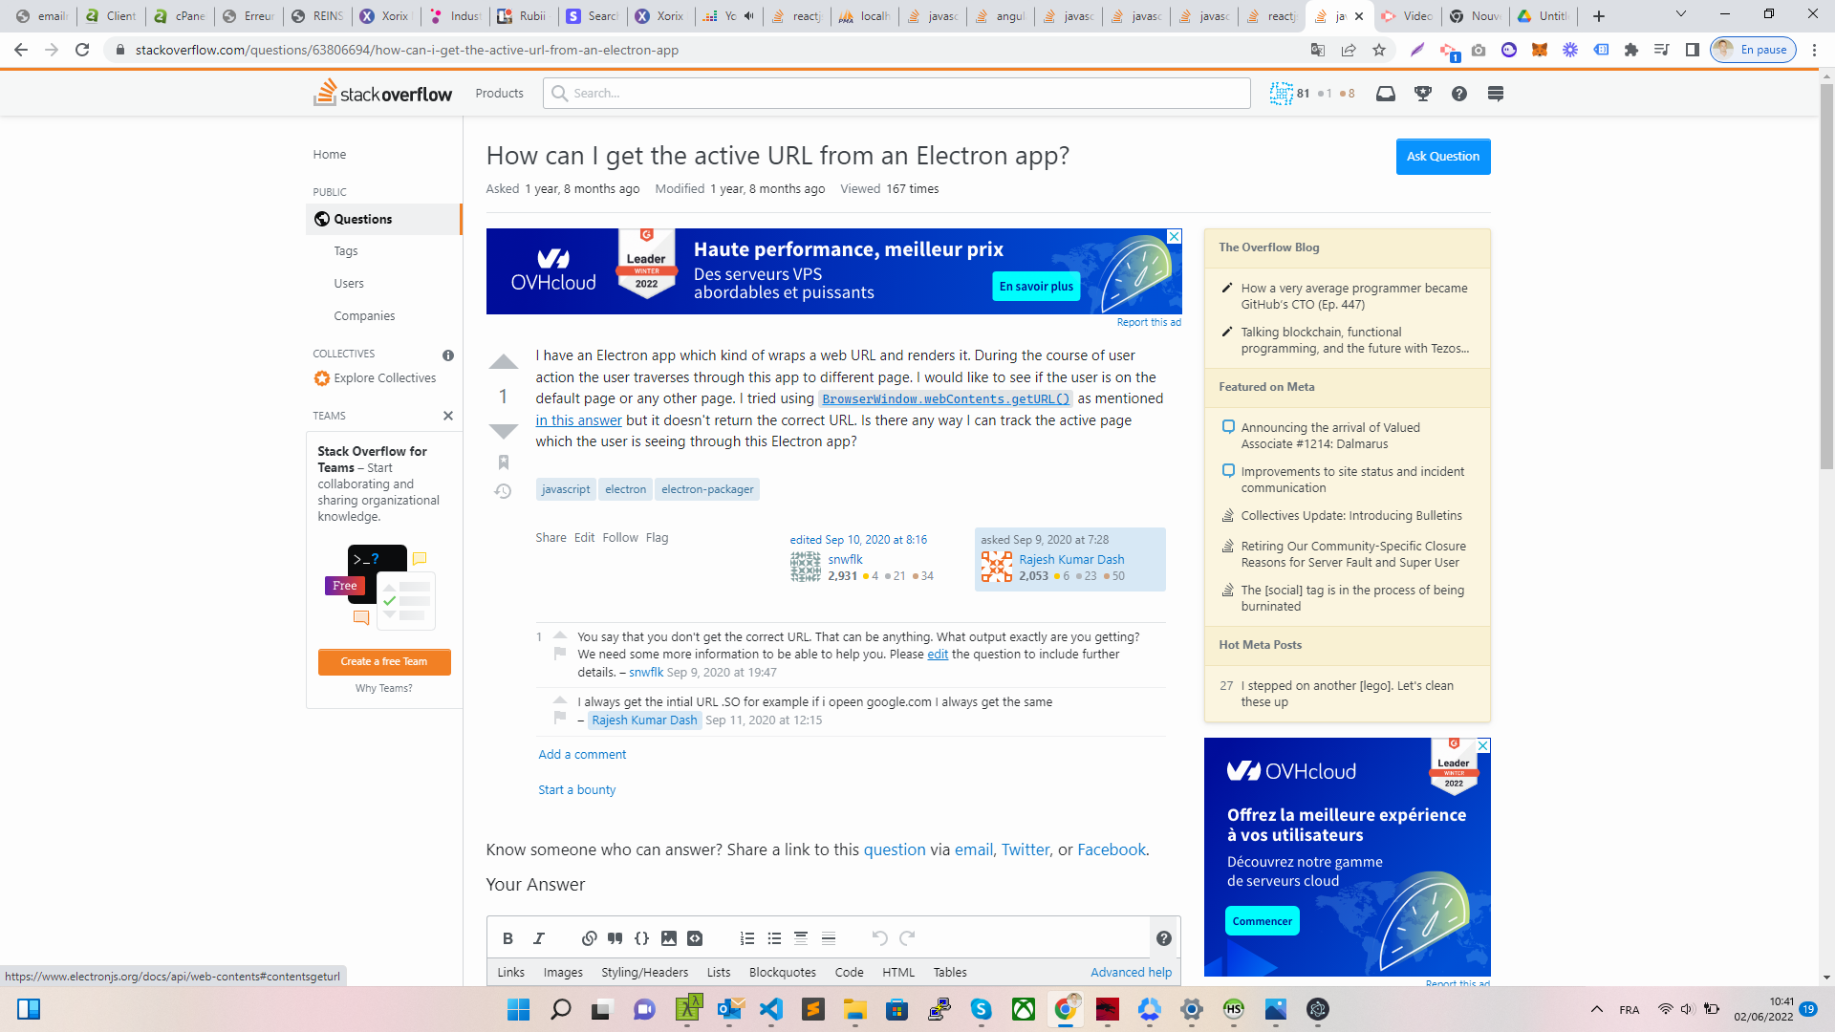 email
Client
cPane
Erreur
REINS
Xorix f
Indust
Rubii
Search
Xorix
Yo
reactj
localh
javasc
angul
javasc
javasc
javasc
reactj
ja
Video
Nouv
Untitl
stackoverflow.com/questions/63806694/how-can-i-get-the-active-url-from-an-electron-app
1
En pause
stackoverflow
Products
Search...
81 1 8
Home
PUBLIC
Questions
Tags
Users
Companies
COLLECTIVES
Explore Collectives
TEAMS
Stack Overflow for
Teams – Start
collaborating and
sharing organizational
knowledge.
>_?
Free
Create a free Team
Why Teams?
How can I get the active URL from an Electron app?
Ask Question
Asked 1 year, 8 months ago Modified 1 year, 8 months ago Viewed 167 times
OVHcloud
Leader
WINTER
2022
Haute performance, meilleur prix
Des serveurs VPS
abordables et puissants
En savoir plus
Report this ad
1
I have an Electron app which kind of wraps a web URL and renders it. During the course of user
action the user traverses through this app to different page. I would like to see if the user is on the
default page or any other page. I tried using BrowserWindow.webContents.getURL() as mentioned
in this answer but it doesn't return the correct URL. Is there any way I can track the active page
which the user is seeing through this Electron app?
javascript electron electron-packager
Share Edit Follow Flag
edited Sep 10, 2020 at 8:16
snwflk
2,931 4 21 34
asked Sep 9, 2020 at 7:28
Rajesh Kumar Dash
2,053 6 23 50
1 You say that you don't get the correct URL. That can be anything. What output exactly are you getting?
We need some more information to be able to help you. Please edit the question to include further
details. – snwflk Sep 9, 2020 at 19:47
I always get the intial URL .SO for example if i opeen google.com I always get the same
– Rajesh Kumar Dash Sep 11, 2020 at 12:15
Add a comment
Start a bounty
Know someone who can answer? Share a link to this question via email, Twitter, or Facebook.
Your Answer
B I {}
Links Images Styling/Headers Lists Blockquotes Code HTML Tables Advanced help
The Overflow Blog
How a very average programmer became
GitHub's CTO (Ep. 447)
Talking blockchain, functional
programming, and the future with Tezos...
Featured on Meta
Announcing the arrival of Valued
Associate #1214: Dalmarus
Improvements to site status and incident
communication
Collectives Update: Introducing Bulletins
Retiring Our Community-Specific Closure
Reasons for Server Fault and Super User
The [social] tag is in the process of being
burninated
Hot Meta Posts
27 I stepped on another [lego]. Let's clean
these up
OVHcloud
Leader
WINTER
2022
Offrez la meilleure expérience
à vos utilisateurs
Découvrez notre gamme
de serveurs cloud
Commencer
Report this ad
https://www.electronjs.org/docs/api/web-contents#contentsgeturl
FRA
10:41
02/06/2022
19